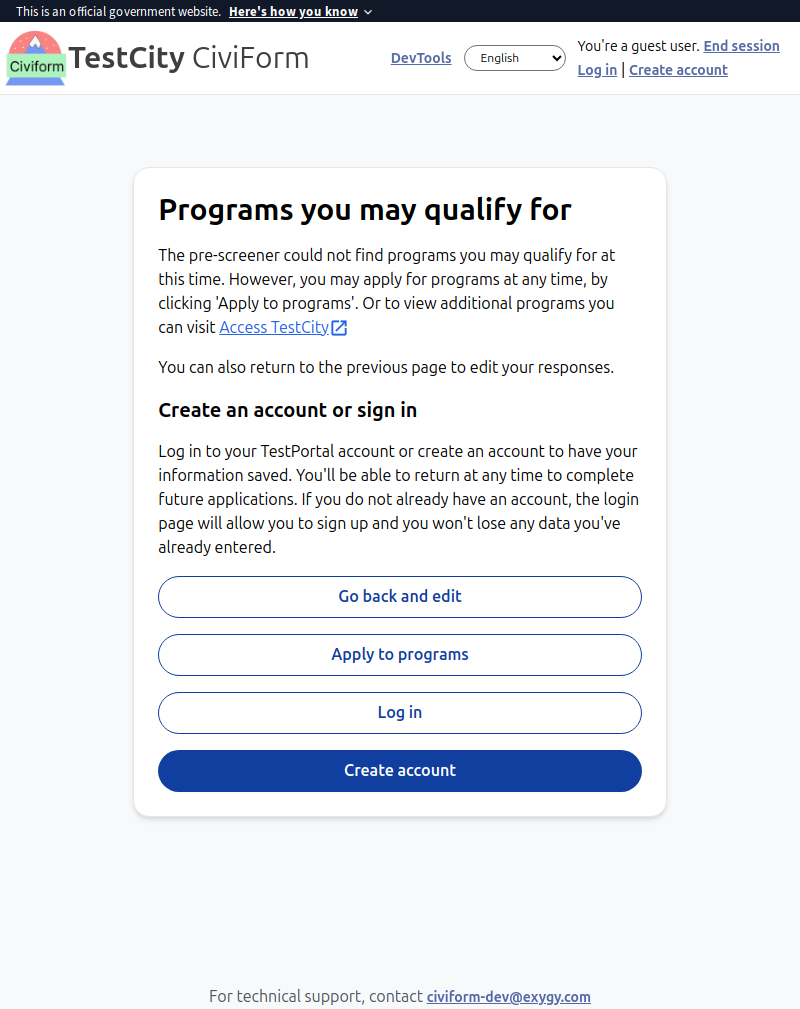 This is an official government website. Here's how you know
Civiform
TestCity CiviForm
DevTools
English
You're a guest user. End session
Log in | Create account
Programs you may qualify for
The pre-screener could not find programs you may qualify for at
this time. However, you may apply for programs at any time, by
clicking 'Apply to programs'. Or to view additional programs you
can visit Access TestCity
You can also return to the previous page to edit your responses.
Create an account or sign in
Log in to your TestPortal account or create an account to have your
information saved. You'll be able to return at any time to complete
future applications. If you do not already have an account, the login
page will allow you to sign up and you won't lose any data you've
already entered.
Go back and edit
Apply to programs
Log in
Create account
For technical support, contact civiform-dev@exygy.com